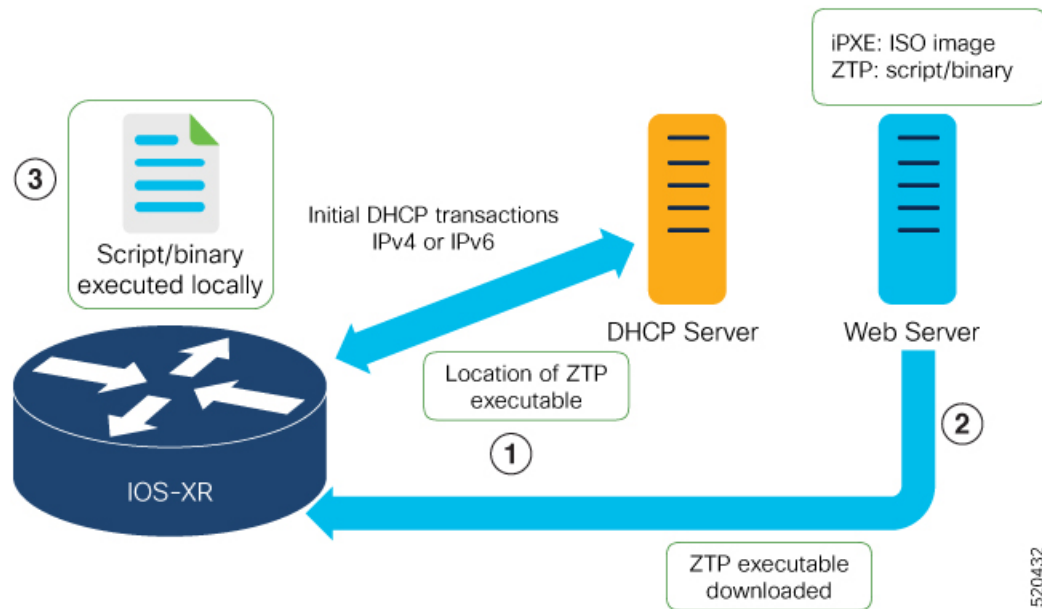 iPXE: ISO image
ZTP: script/binary
3
Script/binary
executed locally
Initial DHCP transactions
IPv4 or IPv6
DHCP Server
Web Server
Location of ZTP
executable
1
2
IOS-XR
ZTP executable
downloaded
520432